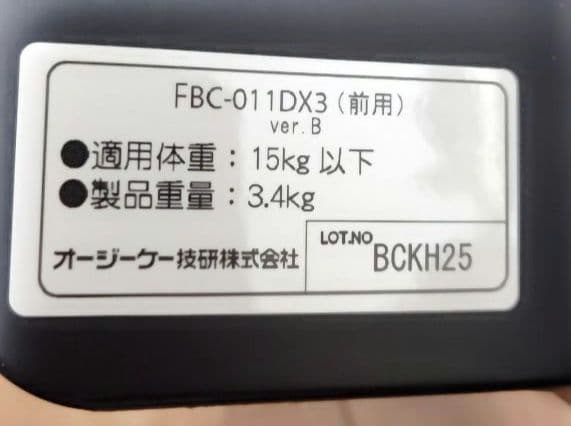 FBC-011DX3(前用)
ver.B
●適用体重：15kg 以下
●製品重量：3.4kg
オージーケー技研株式会社
LOT.NO BCKH25